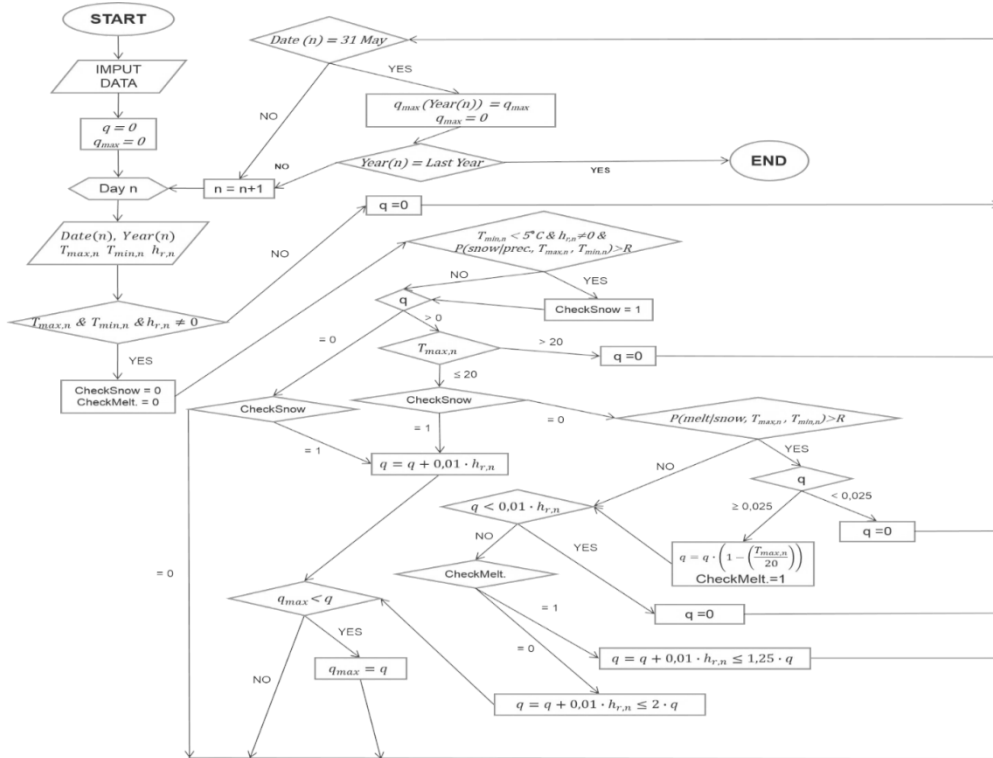 START
IMPUT
DATA
q = 0
q_max = 0
Day n
Date(n), Year(n)
T_max,n T_min,n h_r,n
T_max,n & T_min,n & h_r,n ≠ 0
YES
CheckSnow = 0
CheckMelt. = 0
NO
q =0
Date (n) = 31 May
YES
NO
q_max(Year(n)) = q_max
q_max = 0
Year(n) = Last Year
NO
YES
END
n = n+1
T_min,n < 5°C & h_r,n ≠0 &
P(snow/prec., T_max,n , T_min,n)>R
NO
YES
CheckSnow = 1
q
> 0
= 0
T_max,n
> 20
q =0
≤ 20
CheckSnow
= 1
= 0
CheckSnow
= 1
= 0
q = q + 0,01 · h_r,n
P(melt/snow, T_max,n , T_min,n)>R
NO
YES
q
≥ 0,025
< 0,025
q =0
q = q · (1 − (T_max,n/20))
CheckMelt.=1
q < 0,01 · h_r,n
NO
YES
q =0
CheckMelt.
= 1
= 0
q = q + 0,01 · h_r,n ≤ 1,25 · q
q = q + 0,01 · h_r,n ≤ 2 · q
q_max < q
YES
NO
q_max = q